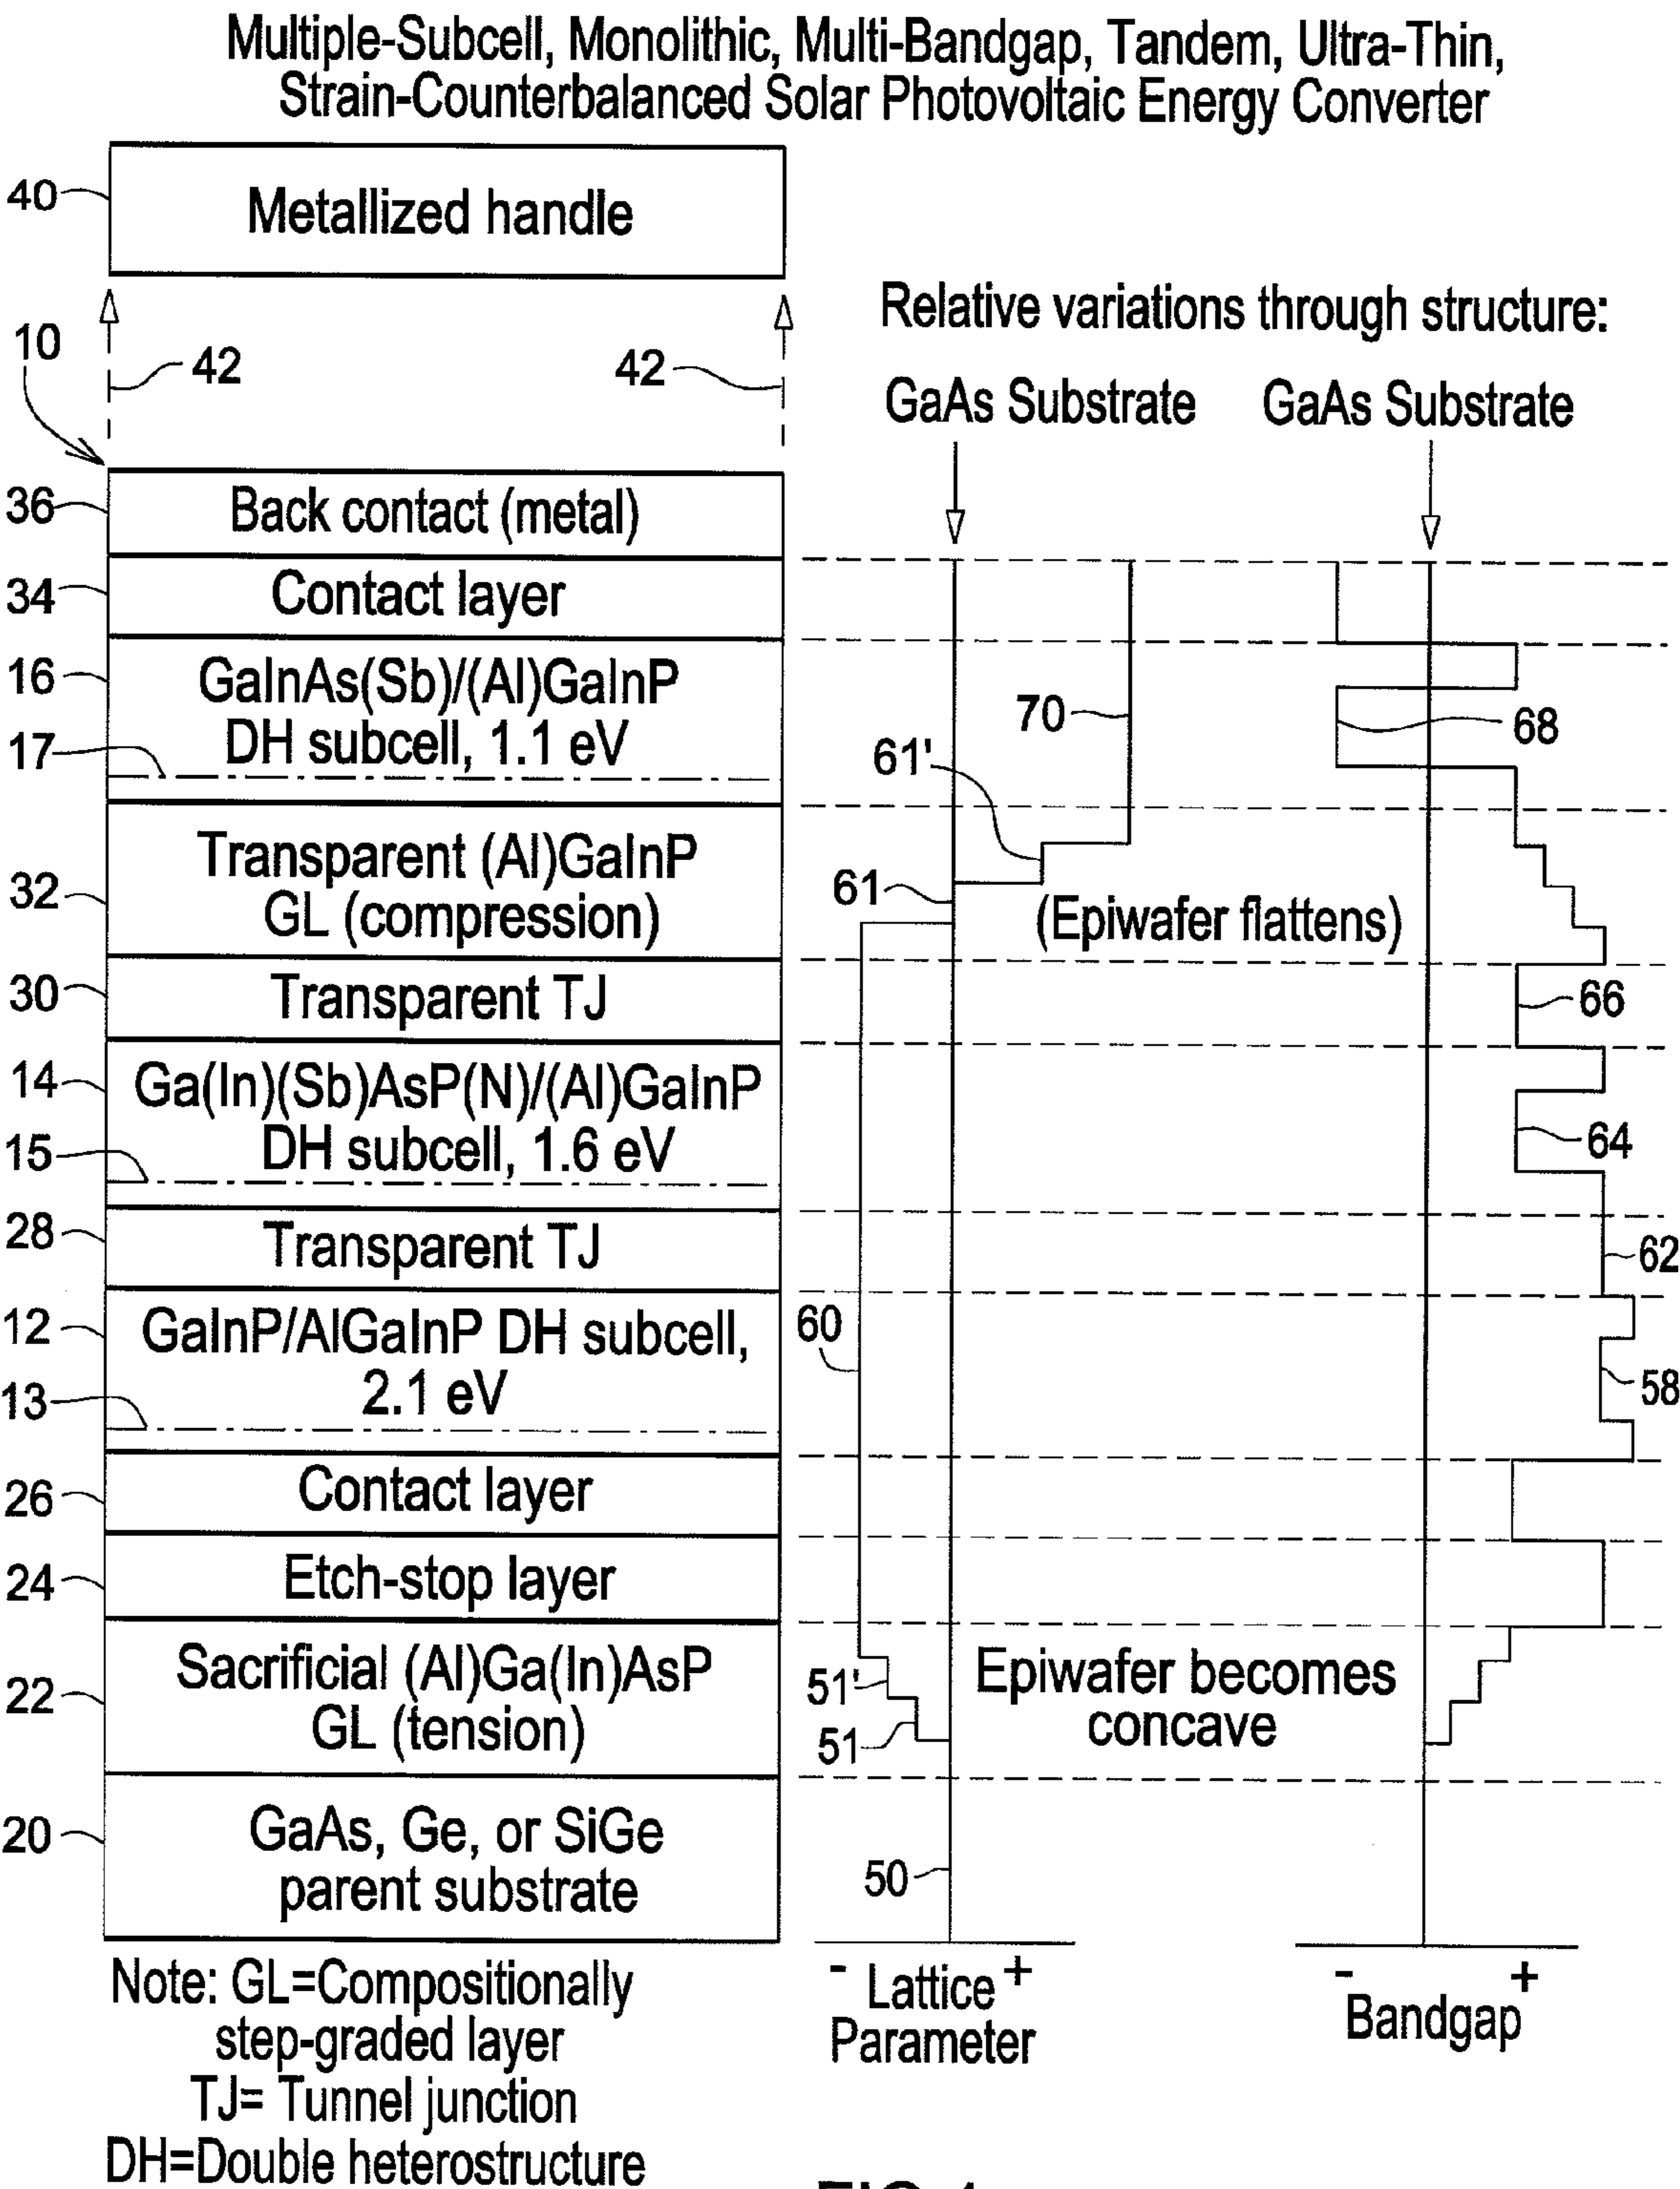 Multiple-Subcell, Monolithic, Multi-Bandgap, Tandem, Ultra-Thin,
Strain-Counterbalanced Solar Photovoltaic Energy Converter
40
Metallized handle
Relative variations through structure:
10
42
42
GaAs Substrate
GaAs Substrate
36
Back contact (metal)
34
Contact layer
16
GaInAs(Sb)/(Al)GaInP
DH subcell, 1.1 eV
17
70
68
61'
Transparent (Al)GaInP
GL (compression)
32
61
(Epiwafer flattens)
30
Transparent TJ
66
14
Ga(In)(Sb)AsP(N)/(Al)GaInP
DH subcell, 1.6 eV
15
64
28
Transparent TJ
62
12
GaInP/AlGaInP DH subcell,
2.1 eV
13
60
58
26
Contact layer
24
Etch-stop layer
Sacrificial (Al)Ga(In)AsP
GL (tension)
22
51'
51
Epiwafer becomes
concave
20
GaAs, Ge, or SiGe
parent substrate
50
- Lattice +
Parameter
- +
Bandgap
Note: GL=Compositionally
step-graded layer
TJ= Tunnel junction
DH=Double heterostructure